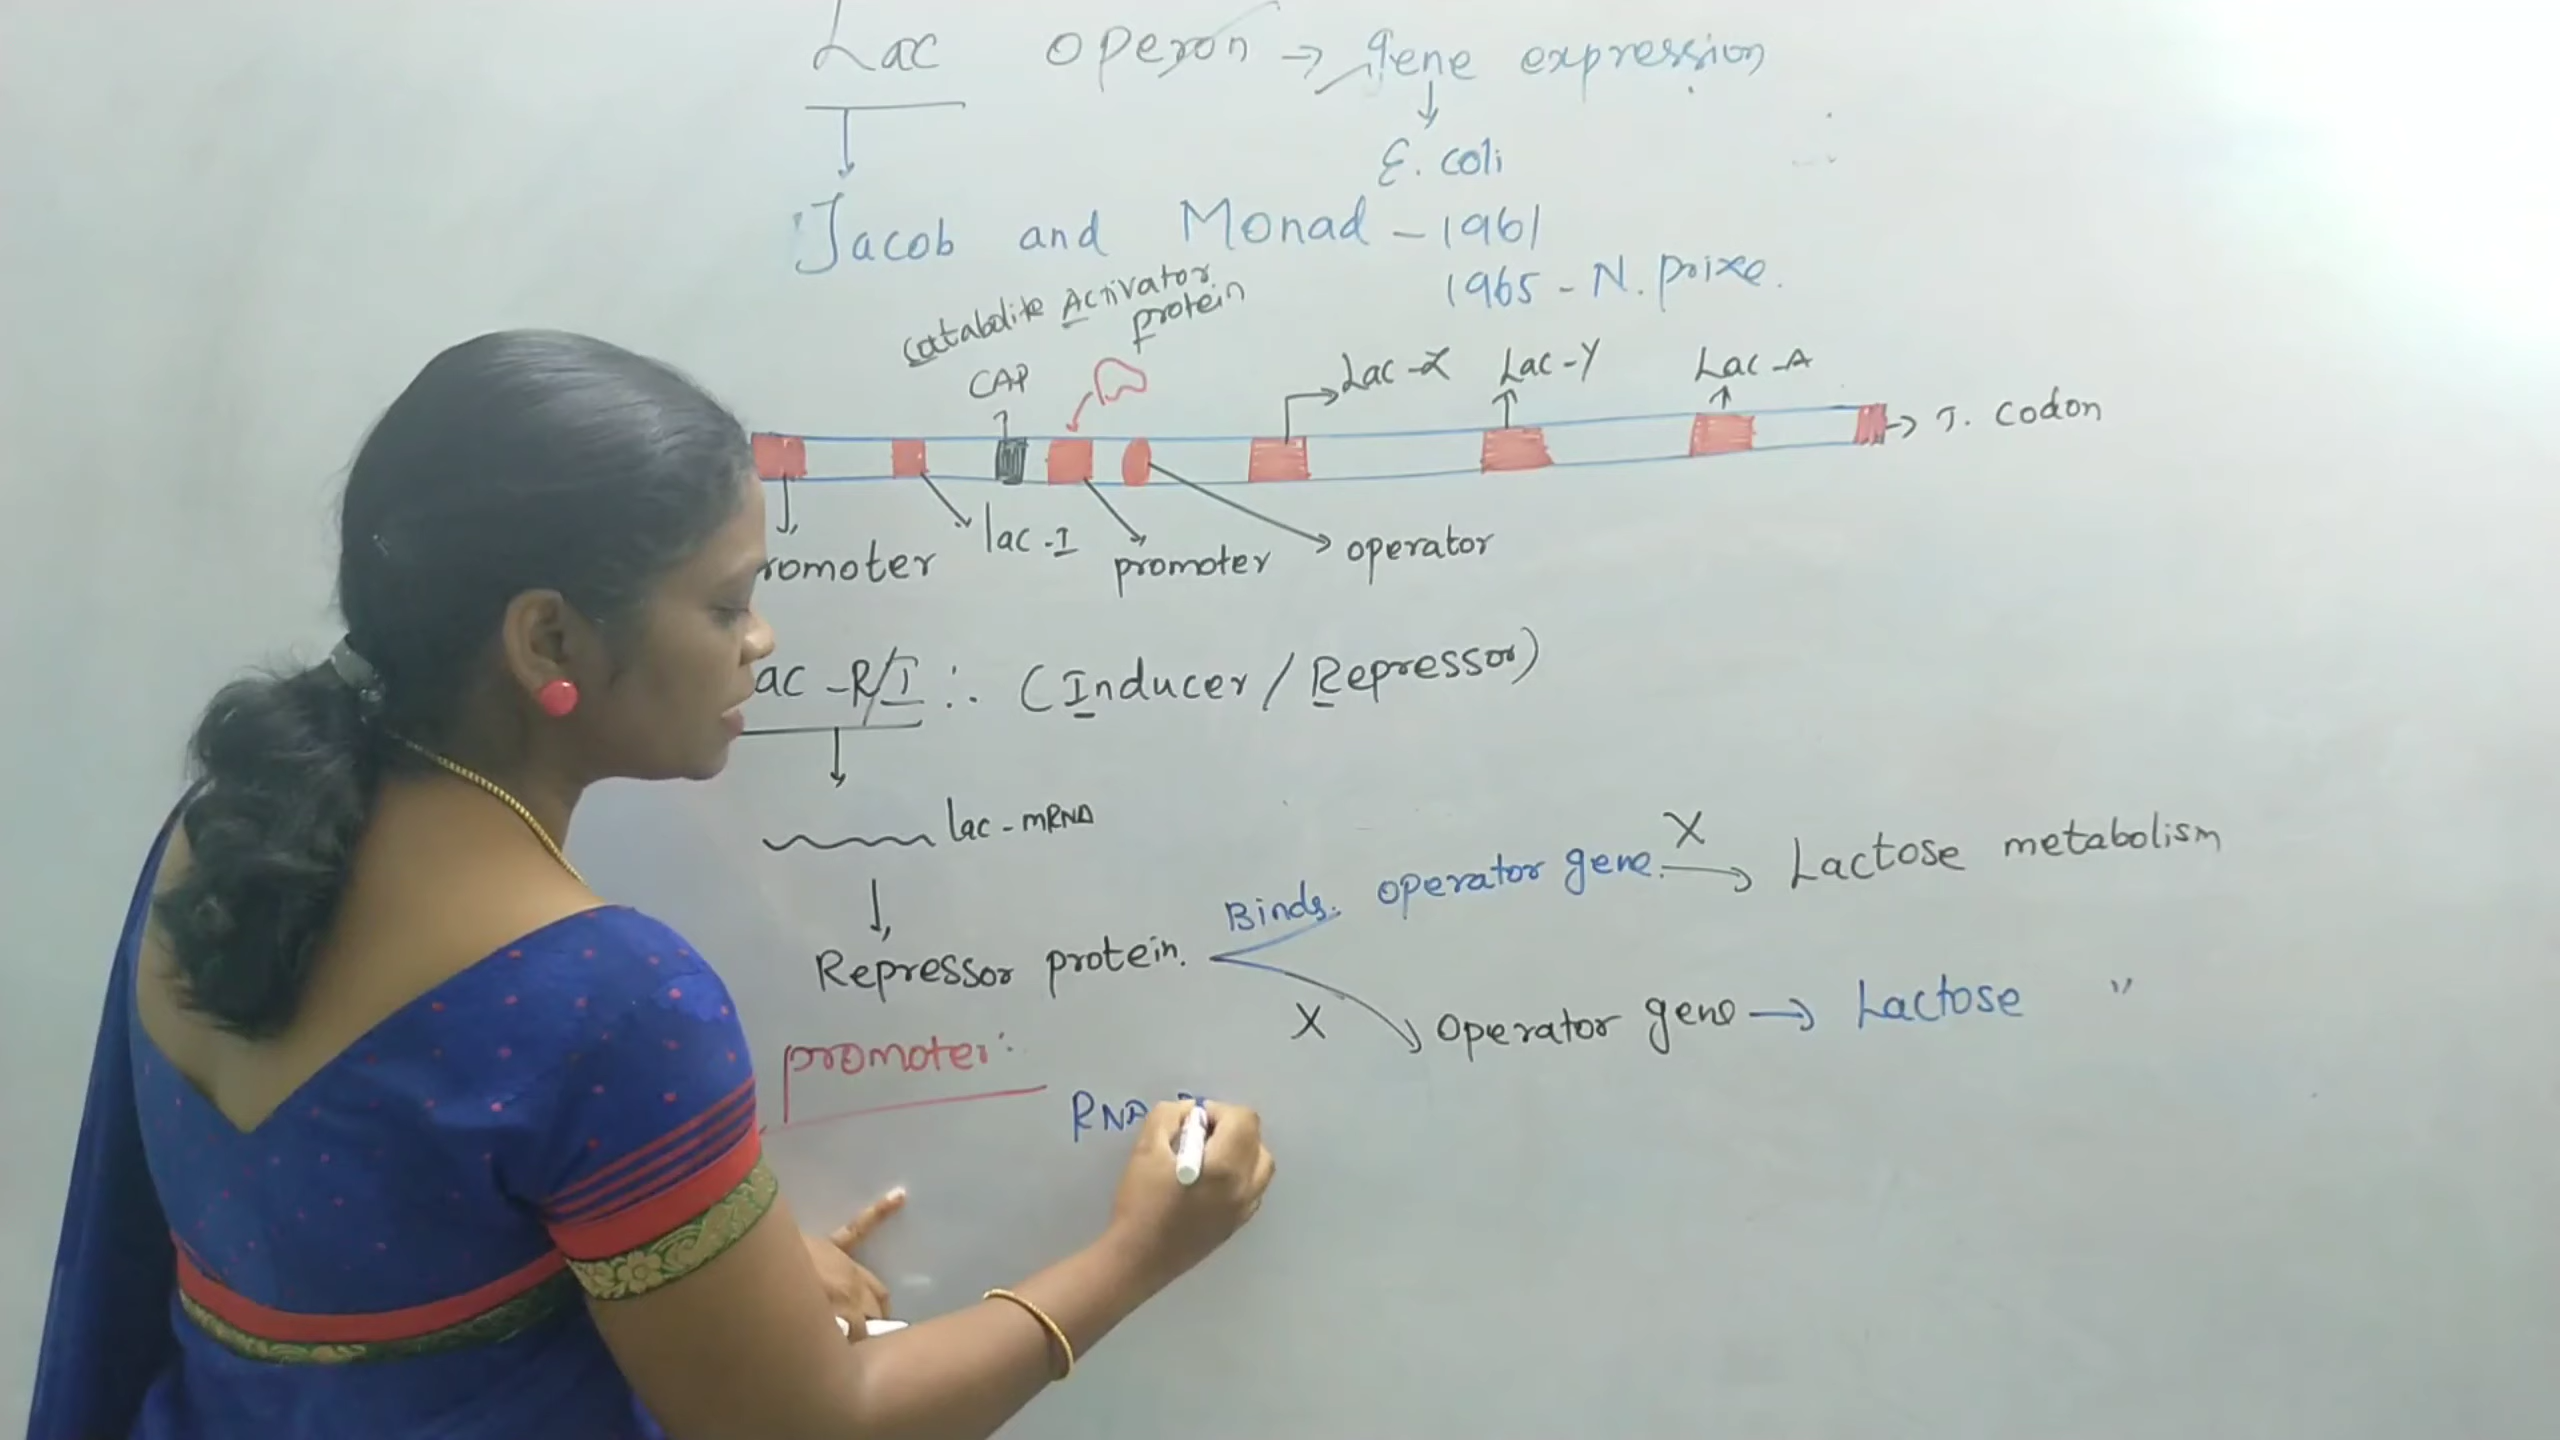 Lac operon → gene expression
↓ ↓
E. coli
Jacob and Monad - 1961
1965 - N. prize.
Catabolite Activator
protein
CAP
Lac-Z Lac-Y Lac-A
→ T. codon
romoter lac-I promoter operator
ac-R/I ∴ (Inducer / Repressor)
lac-mRNA
Binds. operator gene. X→ Lactose metabolism
Repressor protein.
X Operator gene → Lactose "
promoter:
RNA